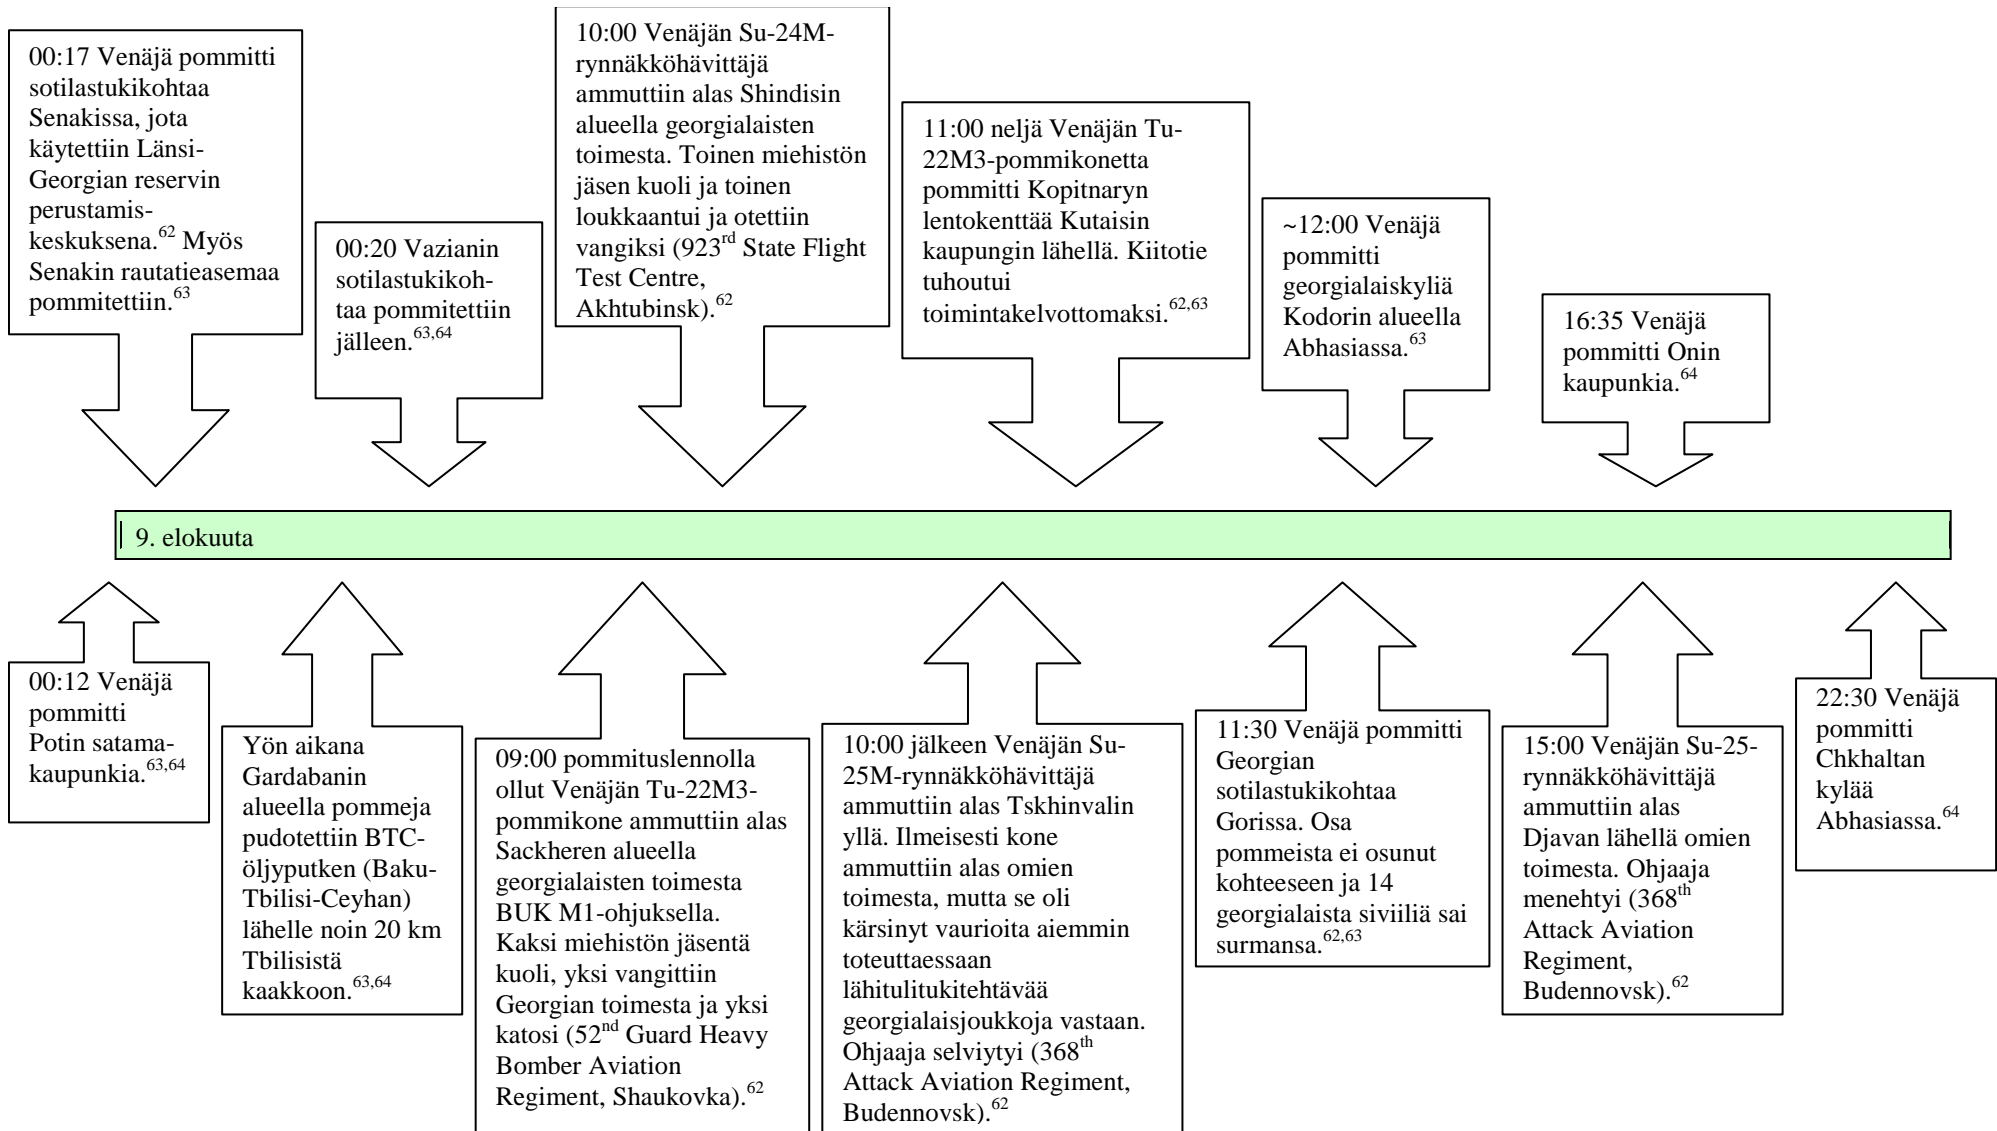 00:17 Venäjä pommitti
sotilastukikohtaa
Senakissa, jota
käytettiin Länsi-
Georgian reservin
perustamis-
keskuksena.62 Myös
Senakin rautatieasemaa
pommitettiin.63
00:20 Vazianin
sotilastukikoh-
taa pommitettiin
jälleen.63,64
10:00 Venäjän Su-24M-
rynnäkköhävittäjä
ammuttiin alas Shindisin
alueella georgialaisten
toimesta. Toinen miehistön
jäsen kuoli ja toinen
loukkaantui ja otettiin
vangiksi (923rd State Flight
Test Centre,
Akhtubinsk).62
11:00 neljä Venäjän Tu-
22M3-pommikonetta
pommitti Kopitnaryn
lentokenttää Kutaisin
kaupungin lähellä. Kiitotie
tuhoutui
toimintakelvottomaksi.62,63
~12:00 Venäjä
pommitti
georgialaiskyliä
Kodorin alueella
Abhasiassa.63
16:35 Venäjä
pommitti Onin
kaupunkia.64
9. elokuuta
00:12 Venäjä
pommitti
Potin satama-
kaupunkia.63,64
Yön aikana
Gardabanin
alueella pommeja
pudotettiin BTC-
öljyputken (Baku-
Tbilisi-Ceyhan)
lähelle noin 20 km
Tbilisistä
kaakkoon.63,64
09:00 pommituslennolla
ollut Venäjän Tu-22M3-
pommikone ammuttiin alas
Sackheren alueella
georgialaisten toimesta
BUK M1-ohjuksella.
Kaksi miehistön jäsentä
kuoli, yksi vangittiin
Georgian toimesta ja yksi
katosi (52nd Guard Heavy
Bomber Aviation
Regiment, Shaukovka).62
10:00 jälkeen Venäjän Su-
25M-rynnäkköhävittäjä
ammuttiin alas Tskhinvalin
yllä. Ilmeisesti kone
ammuttiin alas omien
toimesta, mutta se oli
kärsinyt vaurioita aiemmin
toteuttaessaan
lähitulitukitehtävää
georgialaisjoukkoja vastaan.
Ohjaaja selviytyi (368th
Attack Aviation Regiment,
Budennovsk).62
11:30 Venäjä pommitti
Georgian
sotilastukikohtaa
Gorissa. Osa
pommeista ei osunut
kohteeseen ja 14
georgialaista siviiliä sai
surmansa.62,63
15:00 Venäjän Su-25-
rynnäkköhävittäjä
ammuttiin alas
Djavan lähellä omien
toimesta. Ohjaaja
menehtyi (368th
Attack Aviation
Regiment,
Budennovsk).62
22:30 Venäjä
pommitti
Chkhaltan
kylää
Abhasiassa.64